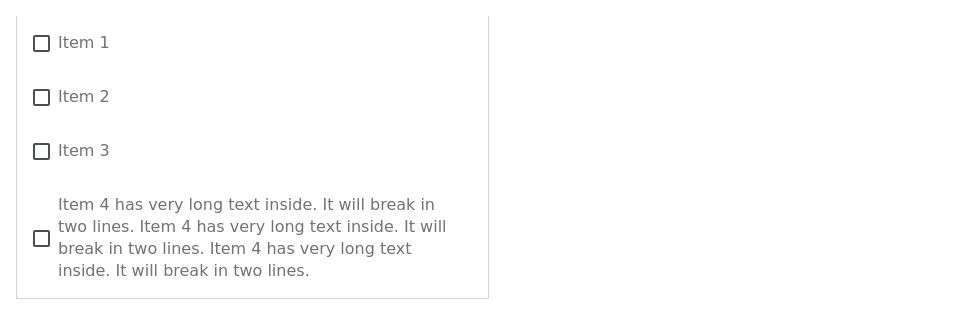 Item 1
Item 2
Item 3
Item 4 has very long text inside. It will break in
two lines. Item 4 has very long text inside. It will
break in two lines. Item 4 has very long text
inside. It will break in two lines.